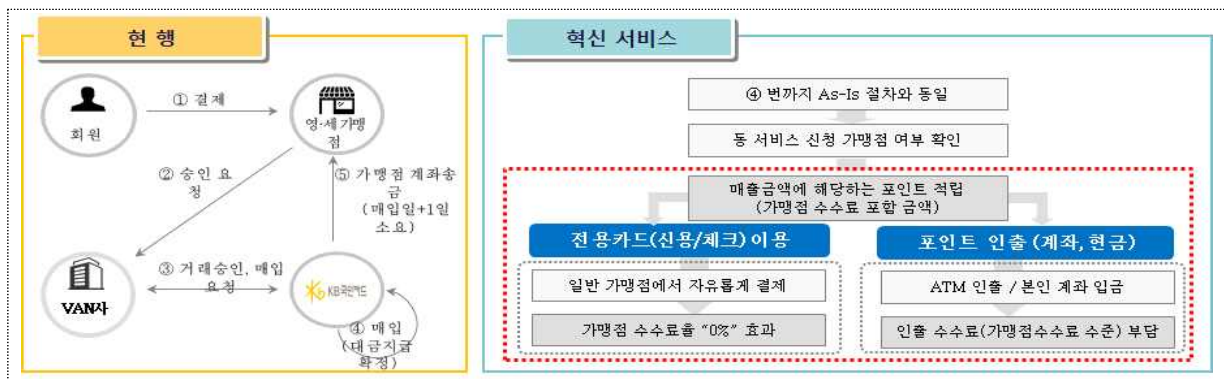 현 행
① 결제
회원
영·세가맹
점
② 승인 요
청
⑤ 가맹점 계좌송
금
(매입일+1일
소요)
③ 거래승인, 매입
요청
VAN사
KB국민카드
④ 매입
(대금지급
확정)
혁신 서비스
④ 번까지 As-Is 절차와 동일
동 서비스 신청 가맹점 여부 확인
매출금액에 해당하는 포인트 적립
(가맹점 수수료 포함 금액)
전용카드(신용/체크) 이용
포인트 인출 (계좌, 현금)
일반 가맹점에서 자유롭게 결제
ATM 인출 / 본인 계좌 입금
가맹점 수수료율 “0%” 효과
인출 수수료(가맹점수수료 수준) 부담